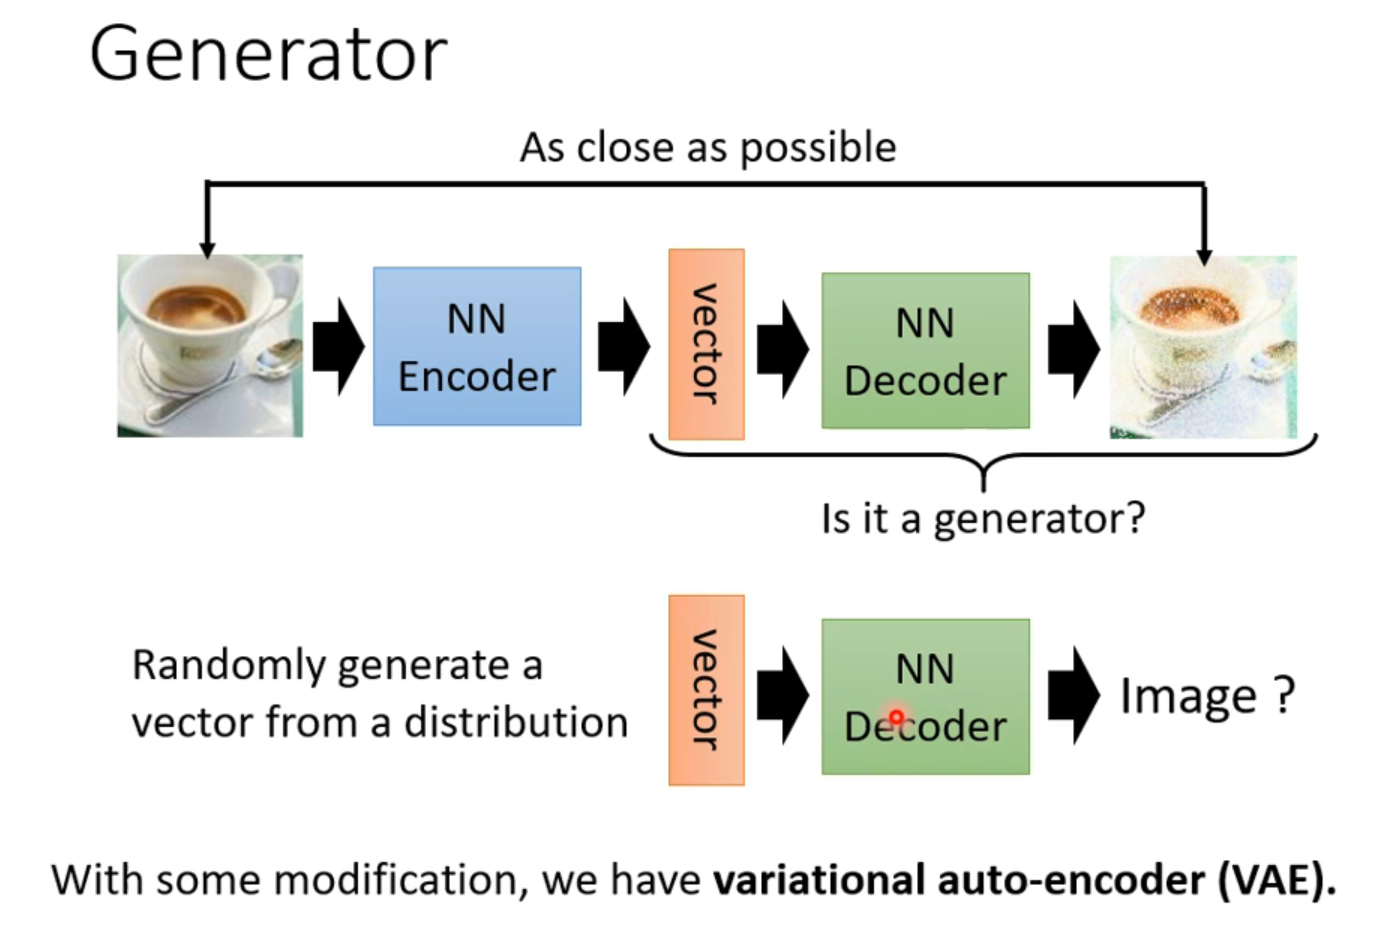 Generator
As close as possible
NN
Encoder
vector
NN
Decoder
Is it a generator?
Randomly generate a
vector from a distribution
vector
NN
Decoder
Image ?
With some modification, we have variational auto-encoder (VAE).